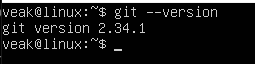 veak@linux:~$ git --version
git version 2.34.1
veak@linux:~$ _